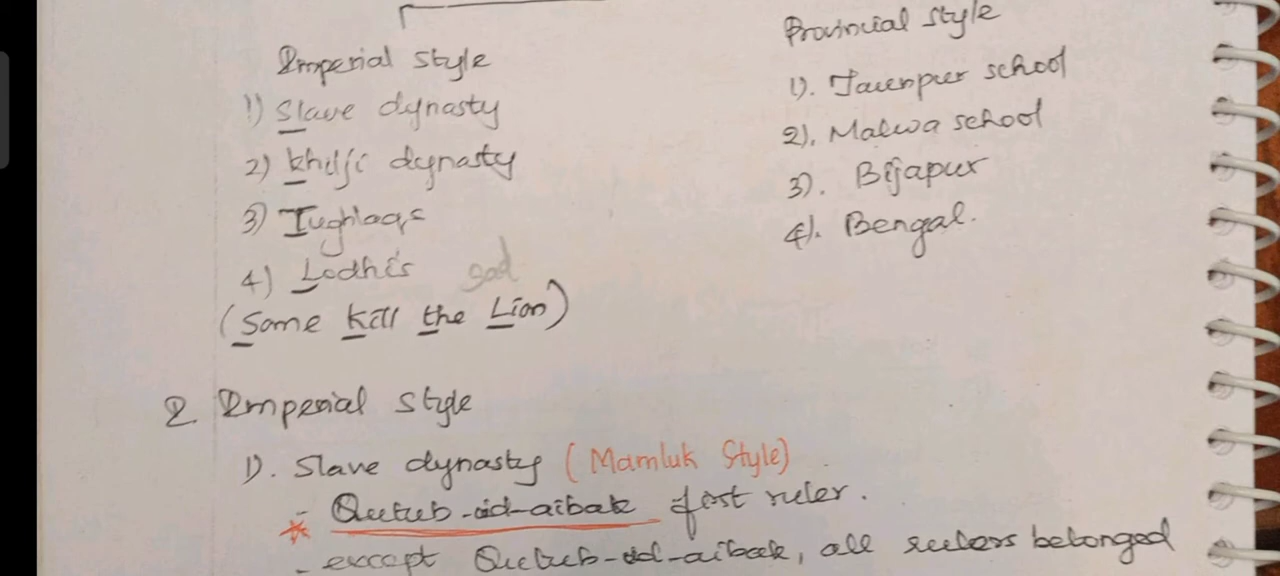 Imperial style
1) Slave dynasty
2) Khilji dynasty
3) Tughlaqs
4) Lodhis
(Some Kill the Lion)
Provincial style
1). Jaunpur school
2). Malwa school
3). Bijapur
4). Bengal.
2. Imperial style
1). Slave dynasty (Mamluk Style)
- Qutub-ud-aibak first ruler.
- except Qutub-ud-aibak, all rulers belonged